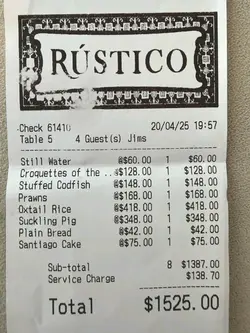 RÚSTICO
Check 61410 20/04/25 19:57
Table 5 4 Guest(s) Jims
Still Water @$60.00 1 $60.00
Croquettes of the ..@$128.00 1 $128.00
Stuffed Codfish @$148.00 1 $148.00
Prawns @$168.00 1 $168.00
Oxtail Rice @$418.00 1 $418.00
Suckling Pig @$348.00 1 $348.00
Plain Bread @$42.00 1 $42.00
Santiago Cake @$75.00 1 $75.00
Sub-total 8 $1387.00
Service Charge $138.70
Total $1525.00